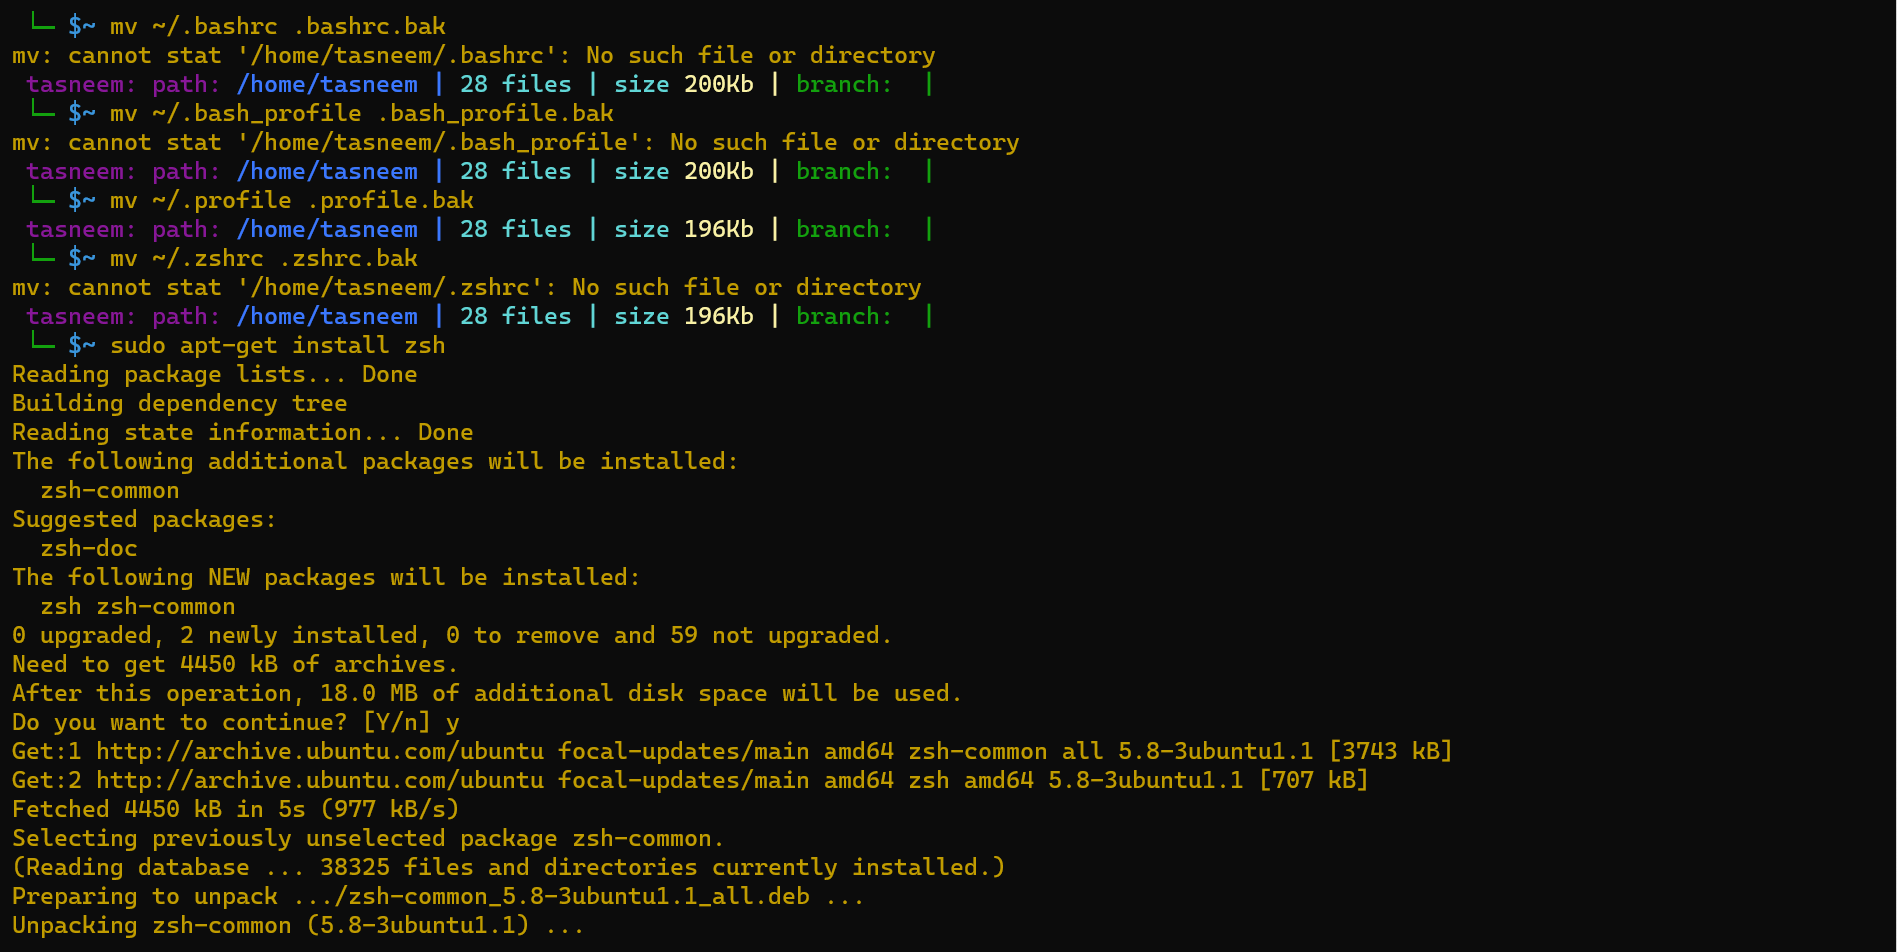 └─ $~ mv ~/.bashrc .bashrc.bak
mv: cannot stat '/home/tasneem/.bashrc': No such file or directory
tasneem: path: /home/tasneem | 28 files | size 200Kb | branch:  |
└─ $~ mv ~/.bash_profile .bash_profile.bak
mv: cannot stat '/home/tasneem/.bash_profile': No such file or directory
tasneem: path: /home/tasneem | 28 files | size 200Kb | branch:  |
└─ $~ mv ~/.profile .profile.bak
tasneem: path: /home/tasneem | 28 files | size 196Kb | branch:  |
└─ $~ mv ~/.zshrc .zshrc.bak
mv: cannot stat '/home/tasneem/.zshrc': No such file or directory
tasneem: path: /home/tasneem | 28 files | size 196Kb | branch:  |
└─ $~ sudo apt-get install zsh
Reading package lists... Done
Building dependency tree
Reading state information... Done
The following additional packages will be installed:
  zsh-common
Suggested packages:
  zsh-doc
The following NEW packages will be installed:
  zsh zsh-common
0 upgraded, 2 newly installed, 0 to remove and 59 not upgraded.
Need to get 4450 kB of archives.
After this operation, 18.0 MB of additional disk space will be used.
Do you want to continue? [Y/n] y
Get:1 http://archive.ubuntu.com/ubuntu focal-updates/main amd64 zsh-common all 5.8-3ubuntu1.1 [3743 kB]
Get:2 http://archive.ubuntu.com/ubuntu focal-updates/main amd64 zsh amd64 5.8-3ubuntu1.1 [707 kB]
Fetched 4450 kB in 5s (977 kB/s)
Selecting previously unselected package zsh-common.
(Reading database ... 38325 files and directories currently installed.)
Preparing to unpack .../zsh-common_5.8-3ubuntu1.1_all.deb ...
Unpacking zsh-common (5.8-3ubuntu1.1) ...